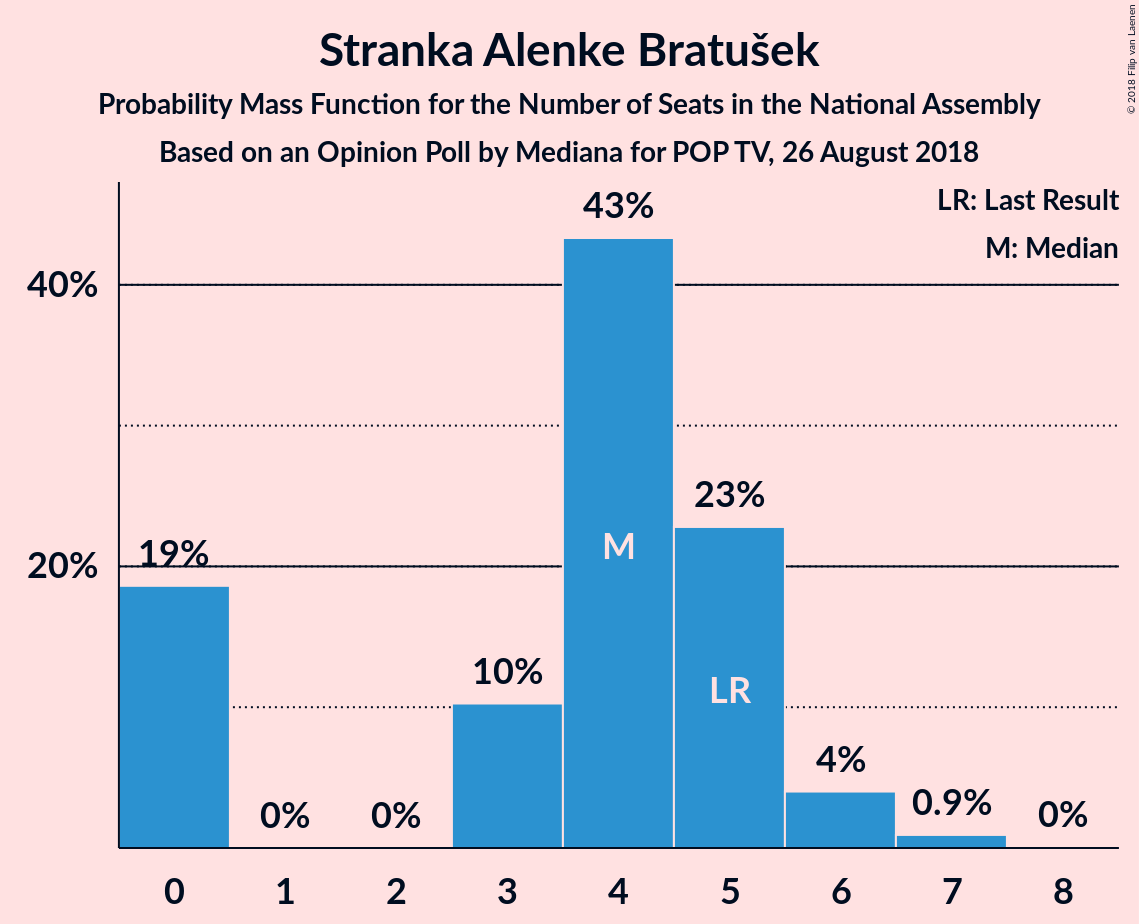 Stranka Alenke Bratušek
Probability Mass Function for the Number of Seats in the National Assembly
Based on an Opinion Poll by Mediana for POP TV, 26 August 2018
© 2018 Filip van Laenen
LR: Last Result
M: Median
43%
40%
23%
20%
19%
M
10%
LR
4%
0.9%
0%
0%
0%
0 1 2 3 4 5 6 7 8